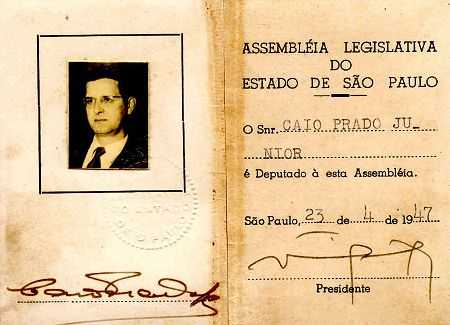 ASSEMBLÉIA LEGISLATIVA
DO
ESTADO DE SÃO PAULO
O Snr. CAIO PRADO JU_
NIOR
é Deputado à esta Assembléia.
São Paulo, 23 de 4 de 1947
Presidente